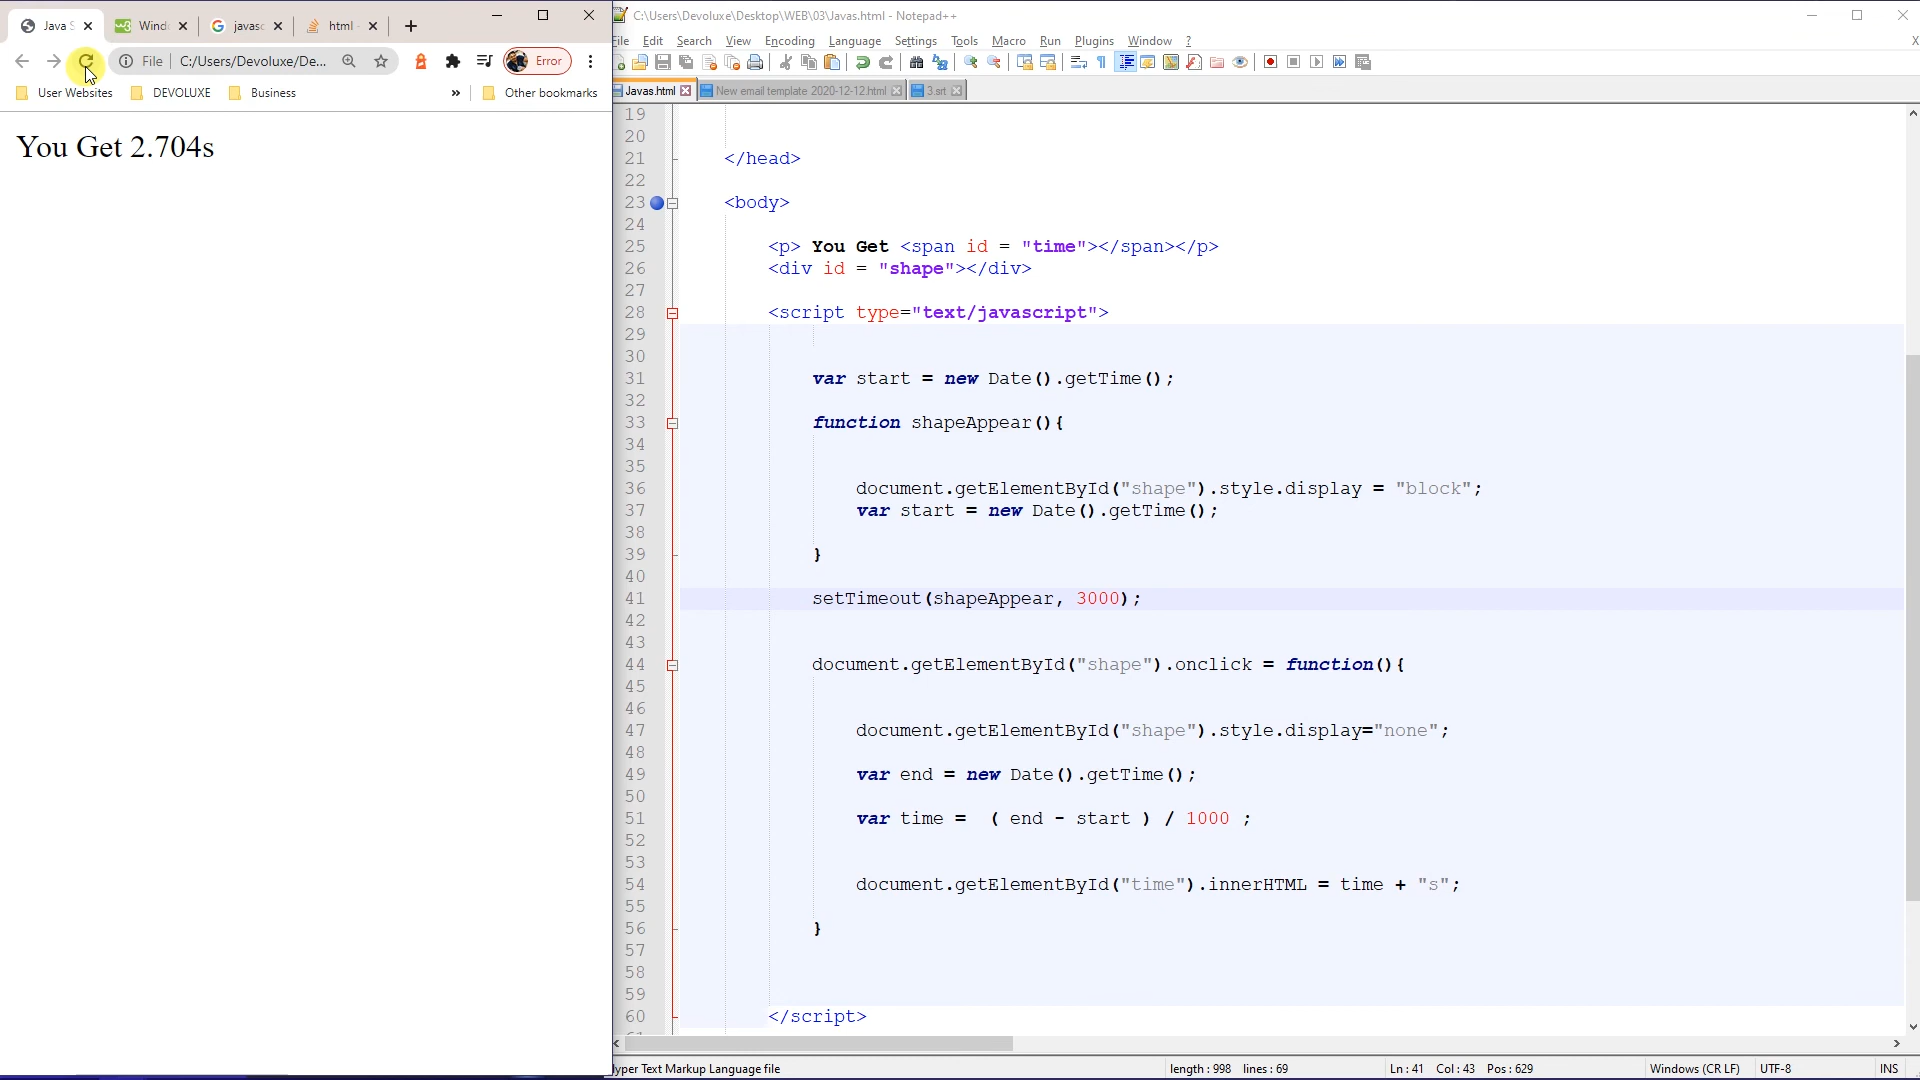 Java S
Wind
javasc
html
C:\Users\Devoluxe\Desktop\WEB\03\Javas.html - Notepad++
File | C:/Users/Devoluxe/De...
Error
User Websites DEVOLUXE Business » Other bookmarks
Edit Search View Encoding Language Settings Tools Macro Run Plugins Window ?
Javas.html New email template 2020-12-12.html 3.srt
You Get 2.704s
19
20
21 </head>
22
23 <body>
24
25 <p> You Get <span id = "time"></span></p>
26 <div id = "shape"></div>
27
28 <script type="text/javascript">
29
30
31 var start = new Date().getTime();
32
33 function shapeAppear(){
34
35
36 document.getElementById("shape").style.display = "block";
37 var start = new Date().getTime();
38
39 }
40
41 setTimeout(shapeAppear, 3000);
42
43
44 document.getElementById("shape").onclick = function(){
45
46
47 document.getElementById("shape").style.display="none";
48
49 var end = new Date().getTime();
50
51 var time = ( end - start ) / 1000 ;
52
53
54 document.getElementById("time").innerHTML = time + "s";
55
56 }
57
58
59
60 </script>
yper Text Markup Language file length : 998 lines : 69 Ln : 41 Col : 43 Pos : 629 Windows (CR LF) UTF-8 INS